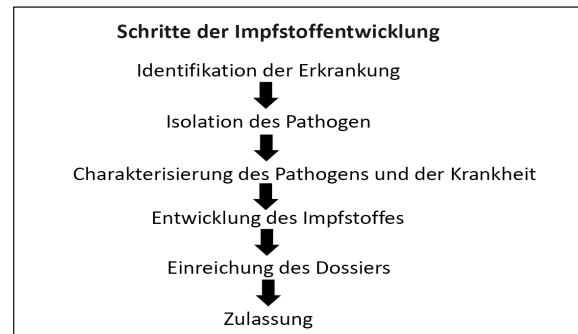 Schritte der Impfstoffentwicklung
Identifikation der Erkrankung
Isolation des Pathogen
Charakterisierung des Pathogens und der Krankheit
Entwicklung des Impfstoffes
Einreichung des Dossiers
Zulassung